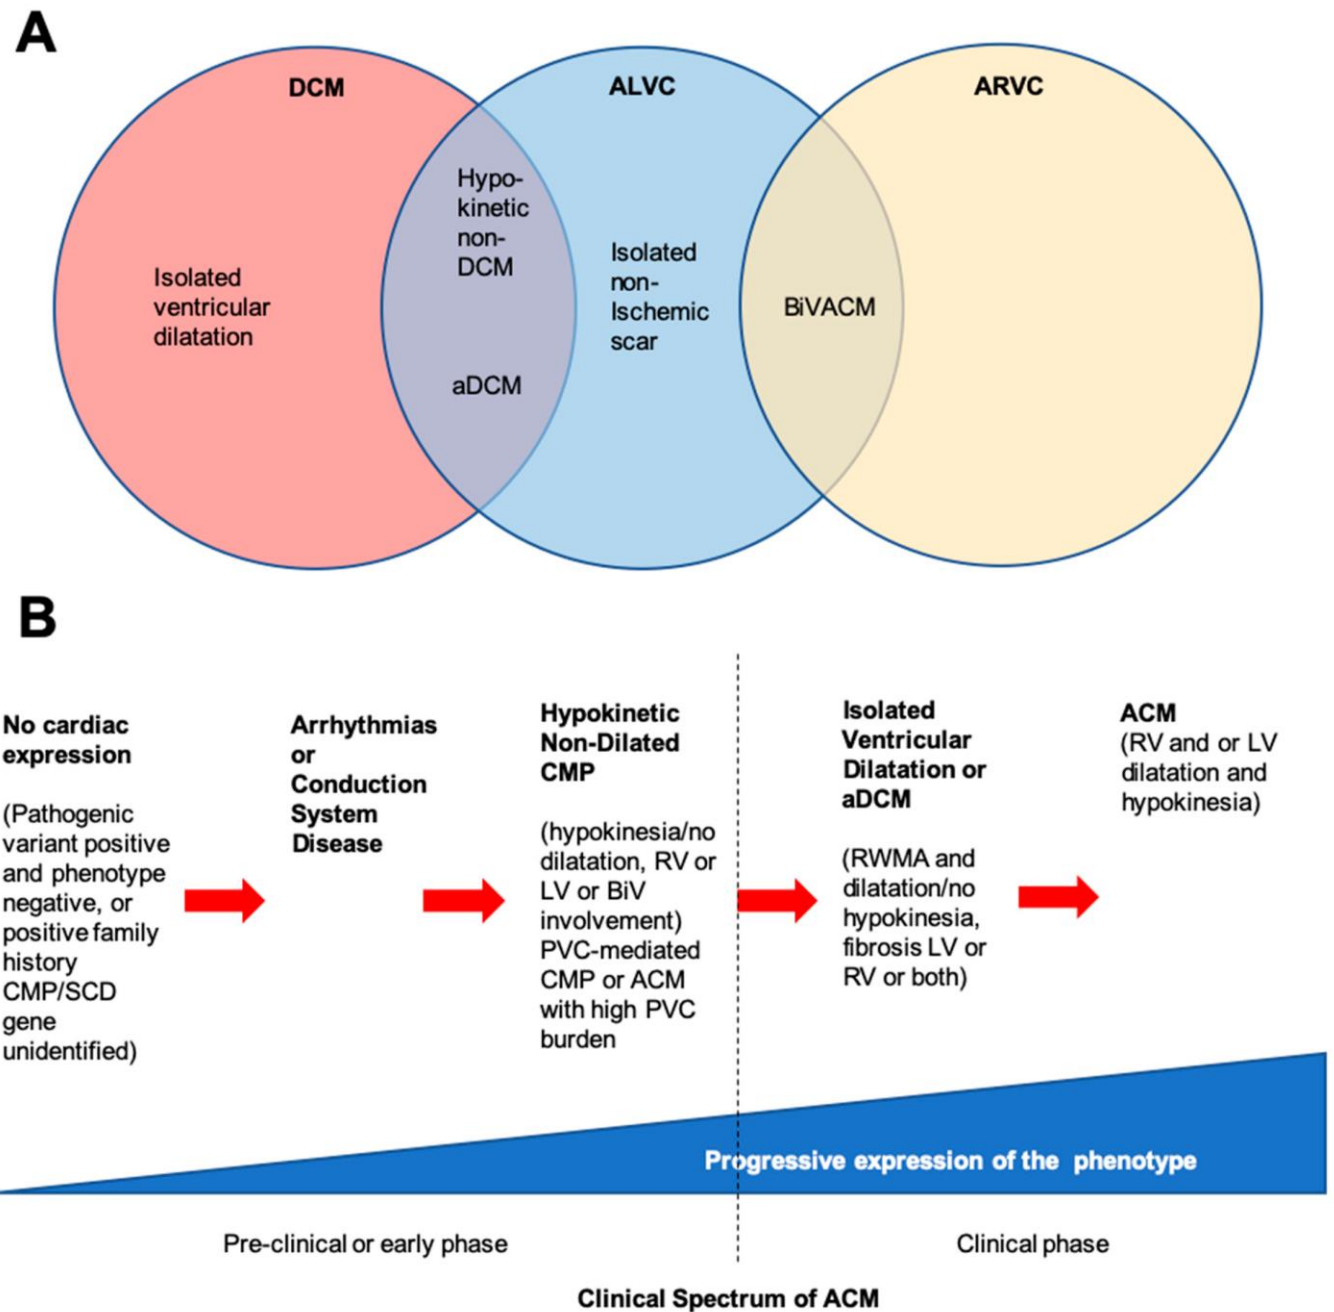 A
DCM
ALVC
ARVC
Hypo-
kinetic
non-
DCM
aDCM
Isolated
ventricular
dilatation
Isolated
non-
Ischemic
scar
BiVACM
B
No cardiac
expression
(Pathogenic
variant positive
and phenotype
negative, or
positive family
history
CMP/SCD
gene
unidentified)
Arrhythmias
or
Conduction
System
Disease
Hypokinetic
Non-Dilated
CMP
(hypokinesia/no
dilatation, RV or
LV or BiV
involvement)
PVC-mediated
CMP or ACM
with high PVC
burden
Isolated
Ventricular
Dilatation or
aDCM
(RWMA and
dilatation/no
hypokinesia,
fibrosis LV or
RV or both)
ACM
(RV and or LV
dilatation and
hypokinesia)
Progressive expression of the phenotype
Pre-clinical or early phase
Clinical phase
Clinical Spectrum of ACM